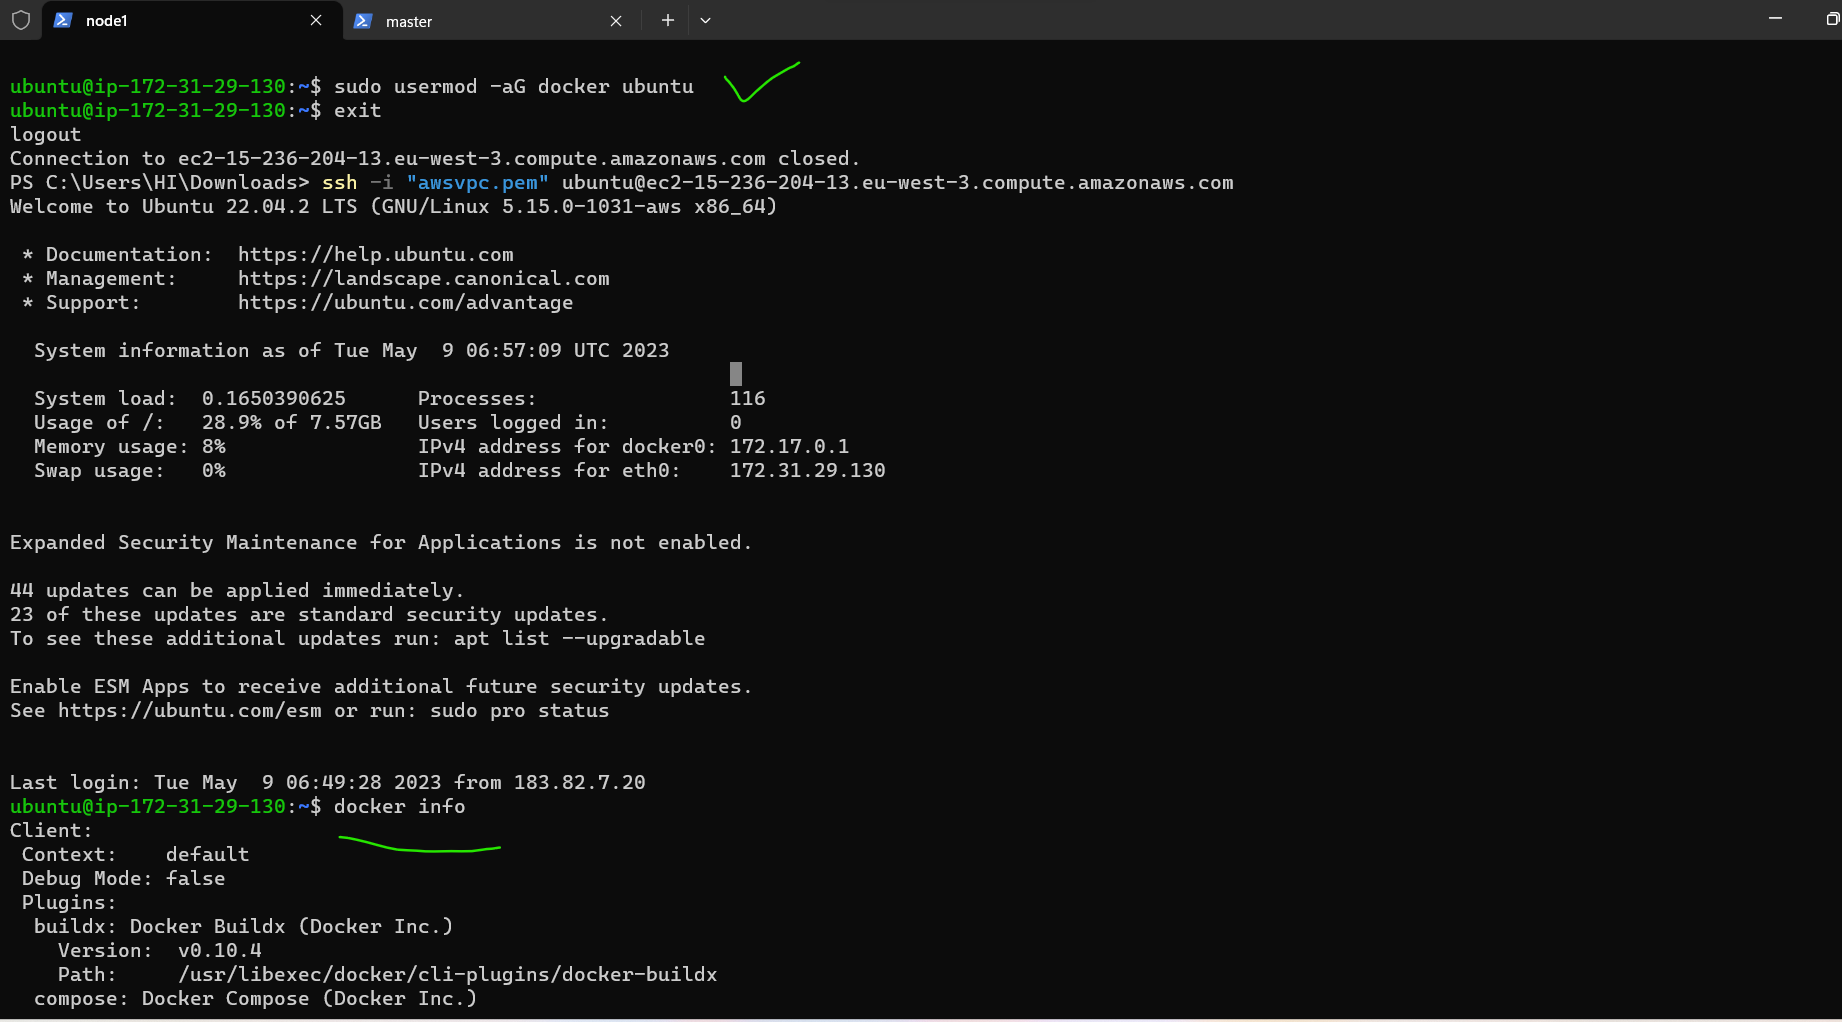 node1
master
ubuntu@ip-172-31-29-130:~$ sudo usermod -aG docker ubuntu
ubuntu@ip-172-31-29-130:~$ exit
logout
Connection to ec2-15-236-204-13.eu-west-3.compute.amazonaws.com closed.
PS C:\Users\HI\Downloads> ssh -i "awsvpc.pem" ubuntu@ec2-15-236-204-13.eu-west-3.compute.amazonaws.com
Welcome to Ubuntu 22.04.2 LTS (GNU/Linux 5.15.0-1031-aws x86_64)
* Documentation:  https://help.ubuntu.com
* Management:     https://landscape.canonical.com
* Support:        https://ubuntu.com/advantage
System information as of Tue May  9 06:57:09 UTC 2023
System load:  0.1650390625      Processes:                116
Usage of /:   28.9% of 7.57GB   Users logged in:          0
Memory usage: 8%                IPv4 address for docker0: 172.17.0.1
Swap usage:   0%                IPv4 address for eth0:    172.31.29.130
Expanded Security Maintenance for Applications is not enabled.
44 updates can be applied immediately.
23 of these updates are standard security updates.
To see these additional updates run: apt list --upgradable
Enable ESM Apps to receive additional future security updates.
See https://ubuntu.com/esm or run: sudo pro status
Last login: Tue May  9 06:49:28 2023 from 183.82.7.20
ubuntu@ip-172-31-29-130:~$ docker info
Client:
Context:    default
Debug Mode: false
Plugins:
buildx: Docker Buildx (Docker Inc.)
Version:  v0.10.4
Path:     /usr/libexec/docker/cli-plugins/docker-buildx
compose: Docker Compose (Docker Inc.)